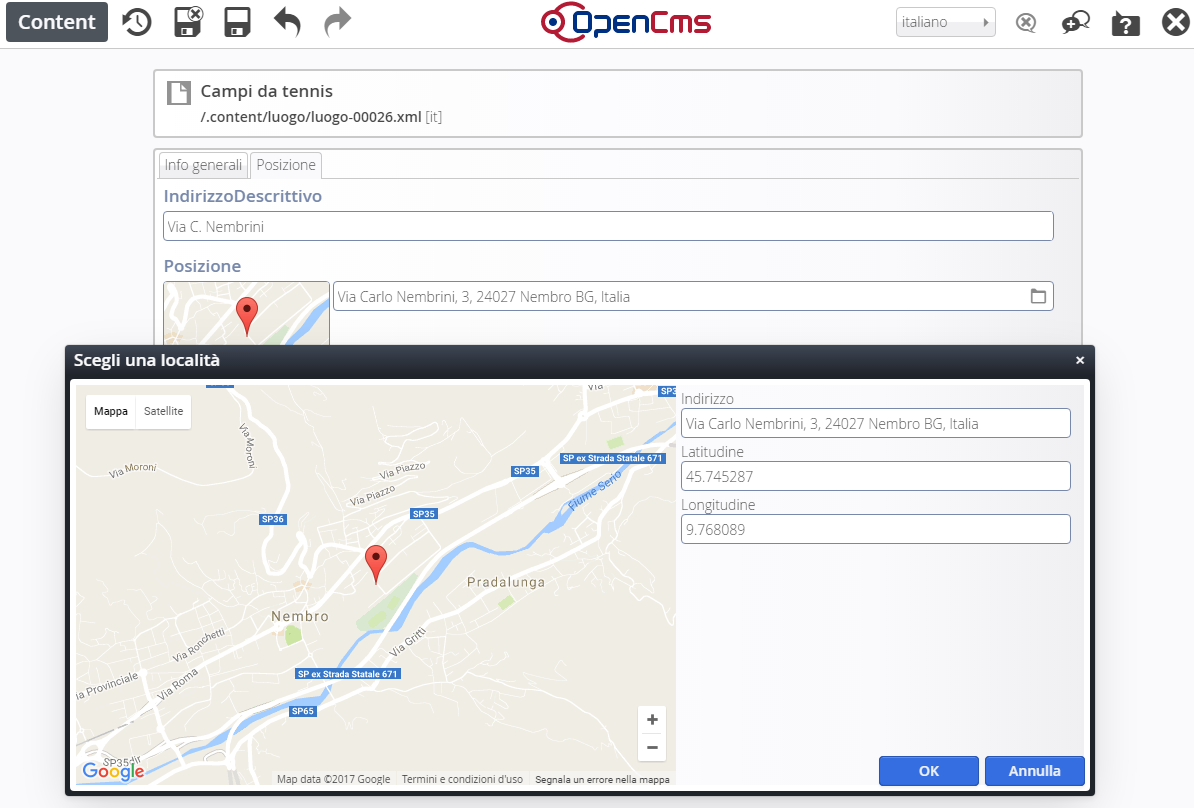 Content
OpenCms
italiano
Campi da tennis
/.content/luogo/luogo-00026.xml [it]
Info generali
Posizione
IndirizzoDescrittivo
Via C. Nembrini
Posizione
Via Carlo Nembrini, 3, 24027 Nembro BG, Italia
Scegli una località
×
Mappa
Satellite
Via
Via Moroni
Via Moroni
Via Piazzo
Via Piazzo
SP35
SP ex Strada Statale 671
SP36
SP35
Fiume Serio
Pradalunga
Nembro
Via Ronchetti
Via Gritti
SP ex Strada Statale 671
Via Roma
ia Provinciale
SP65
SP35dir
Google
Map data ©2017 Google
Termini e condizioni d'uso
Segnala un errore nella mappa
+
−
Indirizzo
Via Carlo Nembrini, 3, 24027 Nembro BG, Italia
Latitudine
45.745287
Longitudine
9.768089
OK
Annulla